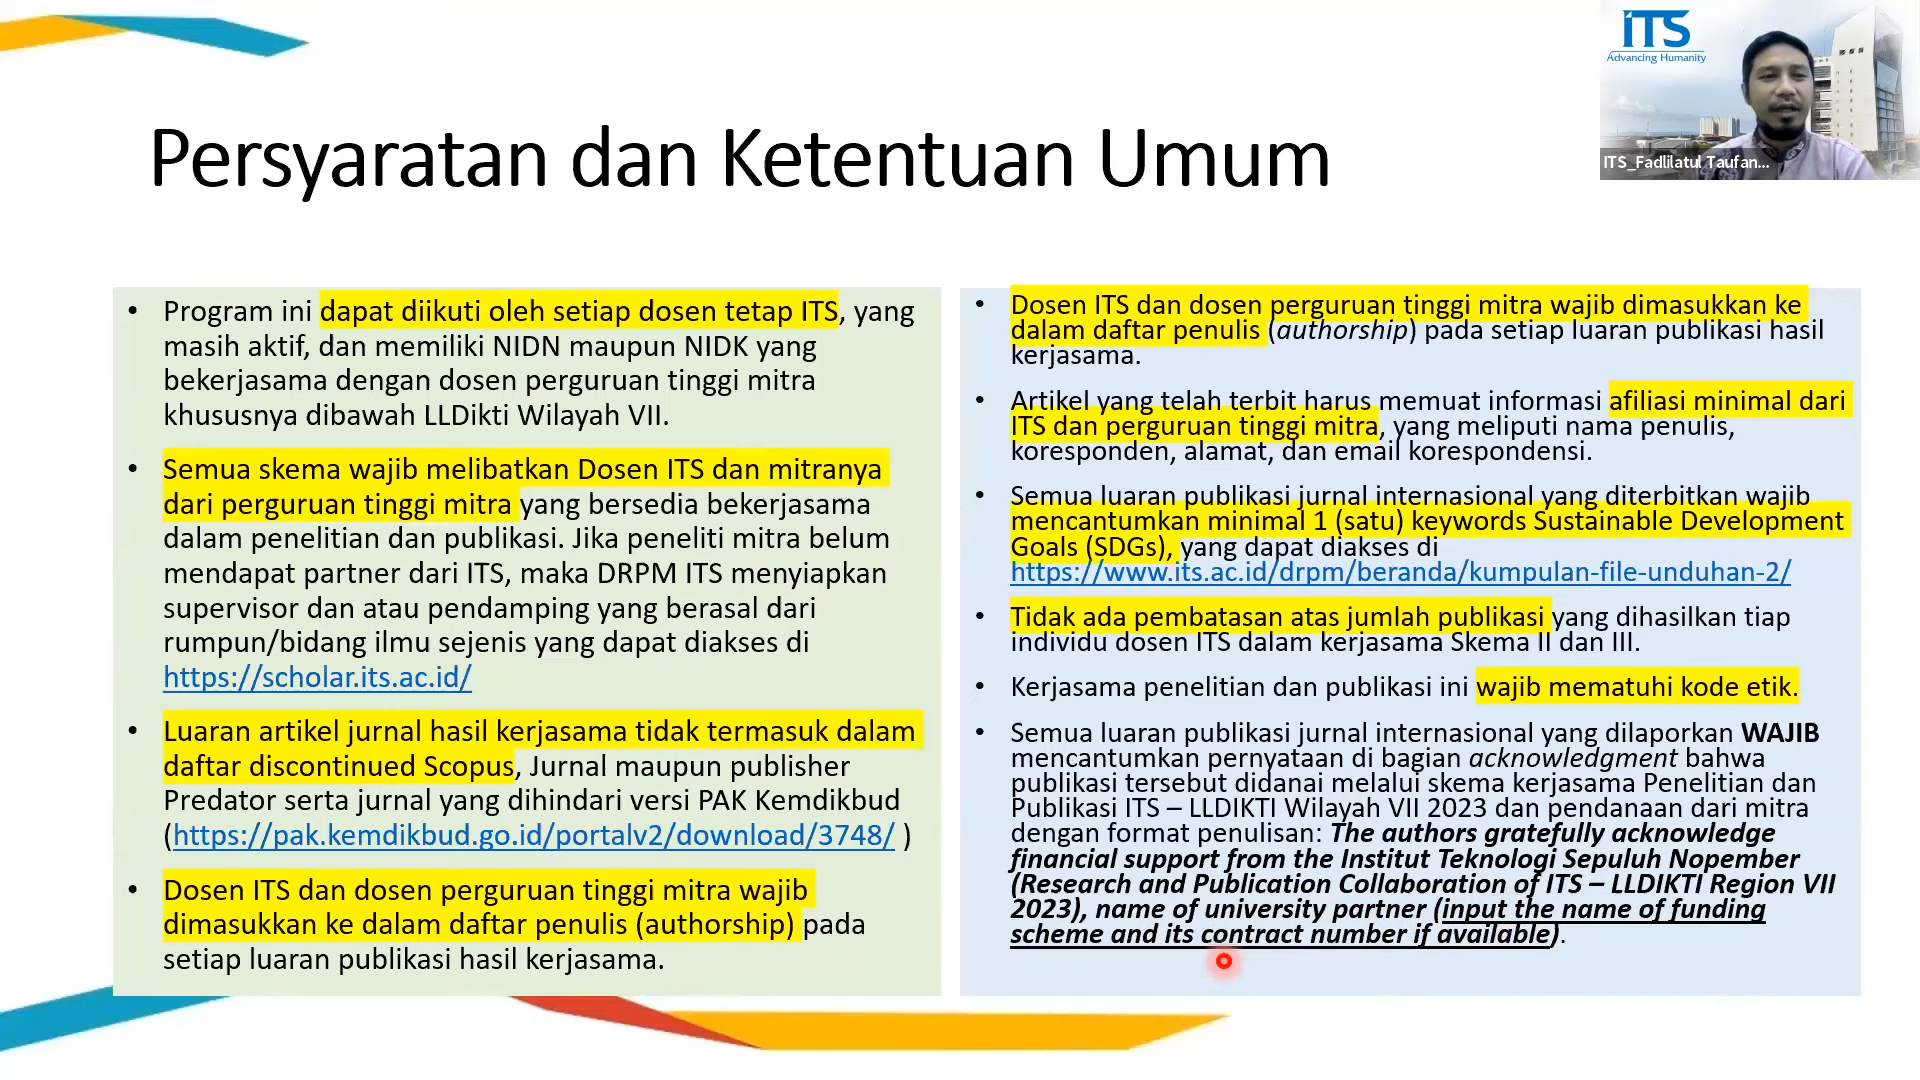 ITS
Advancing Humanity
ITS_Fadlilatul Taufan...
Persyaratan dan Ketentuan Umum
• Program ini dapat diikuti oleh setiap dosen tetap ITS, yang
masih aktif, dan memiliki NIDN maupun NIDK yang
bekerjasama dengan dosen perguruan tinggi mitra
khususnya dibawah LLDikti Wilayah VII.
• Semua skema wajib melibatkan Dosen ITS dan mitranya
dari perguruan tinggi mitra yang bersedia bekerjasama
dalam penelitian dan publikasi. Jika peneliti mitra belum
mendapat partner dari ITS, maka DRPM ITS menyiapkan
supervisor dan atau pendamping yang berasal dari
rumpun/bidang ilmu sejenis yang dapat diakses di
https://scholar.its.ac.id/
• Luaran artikel jurnal hasil kerjasama tidak termasuk dalam
daftar discontinued Scopus, Jurnal maupun publisher
Predator serta jurnal yang dihindari versi PAK Kemdikbud
(https://pak.kemdikbud.go.id/portalv2/download/3748/ )
• Dosen ITS dan dosen perguruan tinggi mitra wajib
dimasukkan ke dalam daftar penulis (authorship) pada
setiap luaran publikasi hasil kerjasama.
• Dosen ITS dan dosen perguruan tinggi mitra wajib dimasukkan ke
dalam daftar penulis (authorship) pada setiap luaran publikasi hasil
kerjasama.
• Artikel yang telah terbit harus memuat informasi afiliasi minimal dari
ITS dan perguruan tinggi mitra, yang meliputi nama penulis,
koresponden, alamat, dan email korespondensi.
• Semua luaran publikasi jurnal internasional yang diterbitkan wajib
mencantumkan minimal 1 (satu) keywords Sustainable Development
Goals (SDGs), yang dapat diakses di
https://www.its.ac.id/drpm/beranda/kumpulan-file-unduhan-2/
• Tidak ada pembatasan atas jumlah publikasi yang dihasilkan tiap
individu dosen ITS dalam kerjasama Skema II dan III.
• Kerjasama penelitian dan publikasi ini wajib mematuhi kode etik.
• Semua luaran publikasi jurnal internasional yang dilaporkan WAJIB
mencantumkan pernyataan di bagian acknowledgment bahwa
publikasi tersebut didanai melalui skema kerjasama Penelitian dan
Publikasi ITS – LLDIKTI Wilayah VII 2023 dan pendanaan dari mitra
dengan format penulisan: The authors gratefully acknowledge
financial support from the Institut Teknologi Sepuluh Nopember
(Research and Publication Collaboration of ITS – LLDIKTI Region VII
2023), name of university partner (input the name of funding
scheme and its contract number if available).